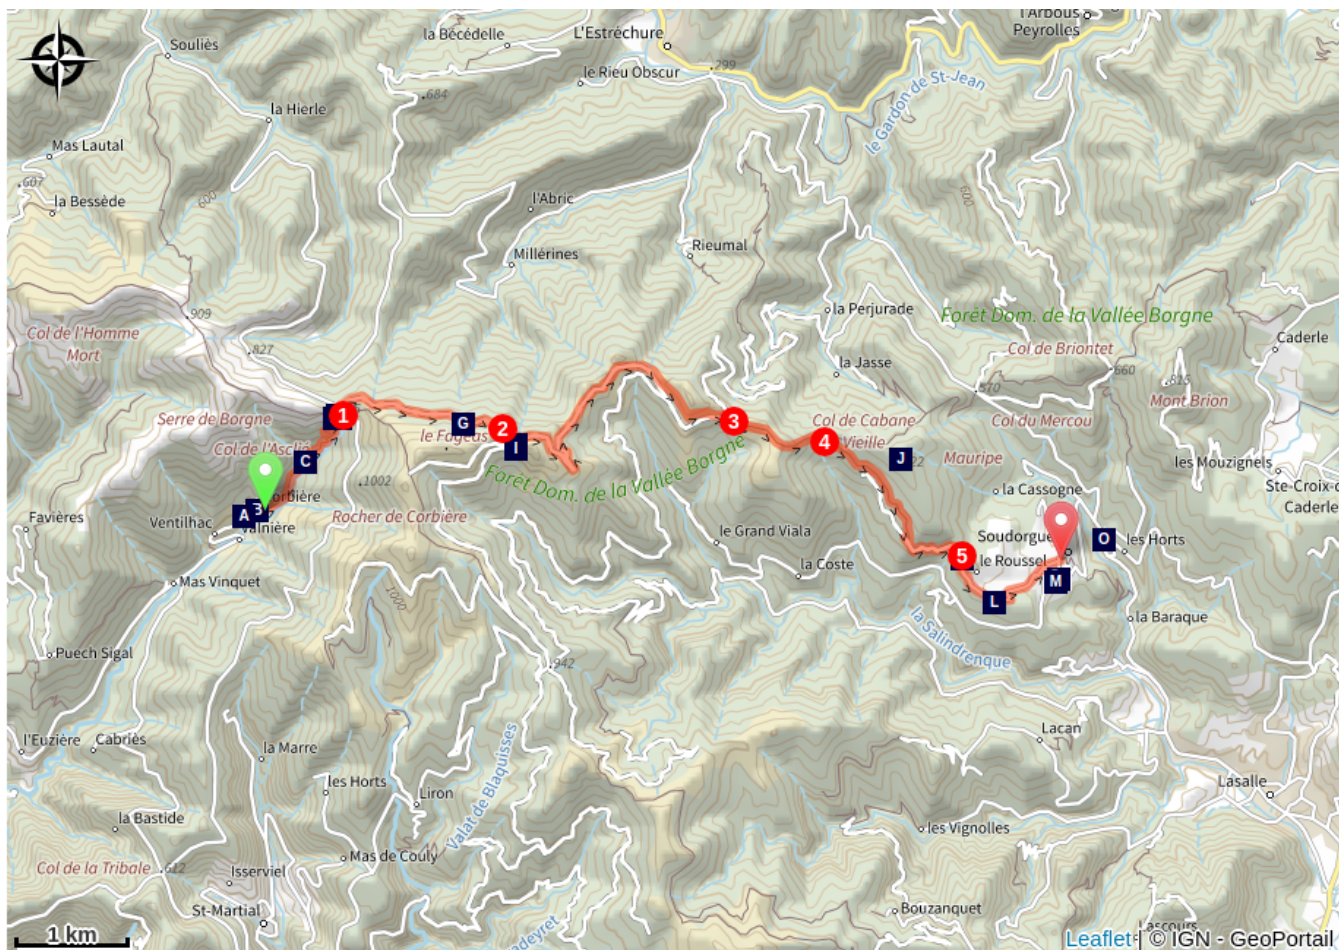 l'Arbous
Peyrolles
la Bécédelle
L'Estréchure
Souliès
.299
le Rieu Obscur
.684
le Gardon de St-Jean
la Hierle
Mas Lautal
.607
600
600
la Bessède
l'Abric
Millérines
Rieumal
la Perjurade
Forêt Dom. de la Vallée Borgne
.909
Col de l'Homme
Mort
.827
Col de Briontet
Caderle
la Jasse
660
570
.813
Mont Brion
Serre de Borgne
1
G
2
3
Col de Cabane
Vieille
Col du Mercou
le Fageas
I
4
Col de l'Asclié
C
J
Mauripe
les Mouzignels
Forêt Dom. de la Vallée Borgne
.1002
la Cassogne
Ste-Croix-d
Caderle
Corbière
A
B
Rocher de Corbière
Favières
Ventilhac
Valnière
le Grand Viala
Soudorgues
O
les Horts
5
le Roussel
la Coste
Mas Vinquet
M
L
1000
la Salindrenque
la Baraque
Puech Sigal
.942
l'Euzière
Cabriès
la Marre
Lacan
les Horts
Liron
Valat de Blaquisses
Lasalle
la Bastide
les Vignolles
Mas de Couly
Col de la Tribale
.612
Isserviel
St-Martial
Bouzanquet
1 km
adeyret
Lascours
Leaflet | © IGN - GeoPortail